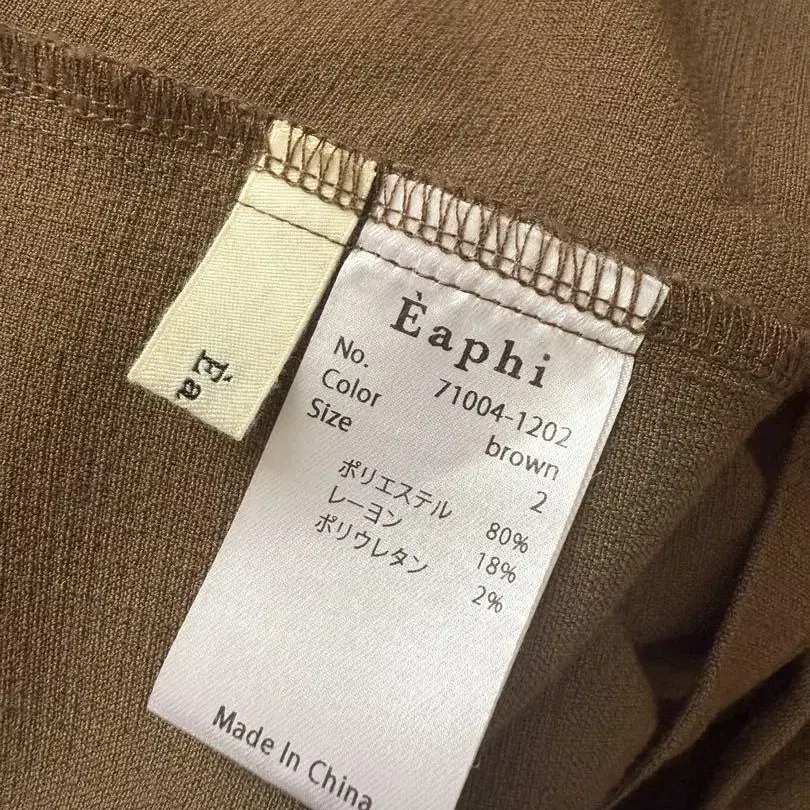 Èa
Èaphi
No. 71004-1202
Color brown
Size 2
ポリエステル 80%
レーヨン 18%
ポリウレタン 2%
Made In China